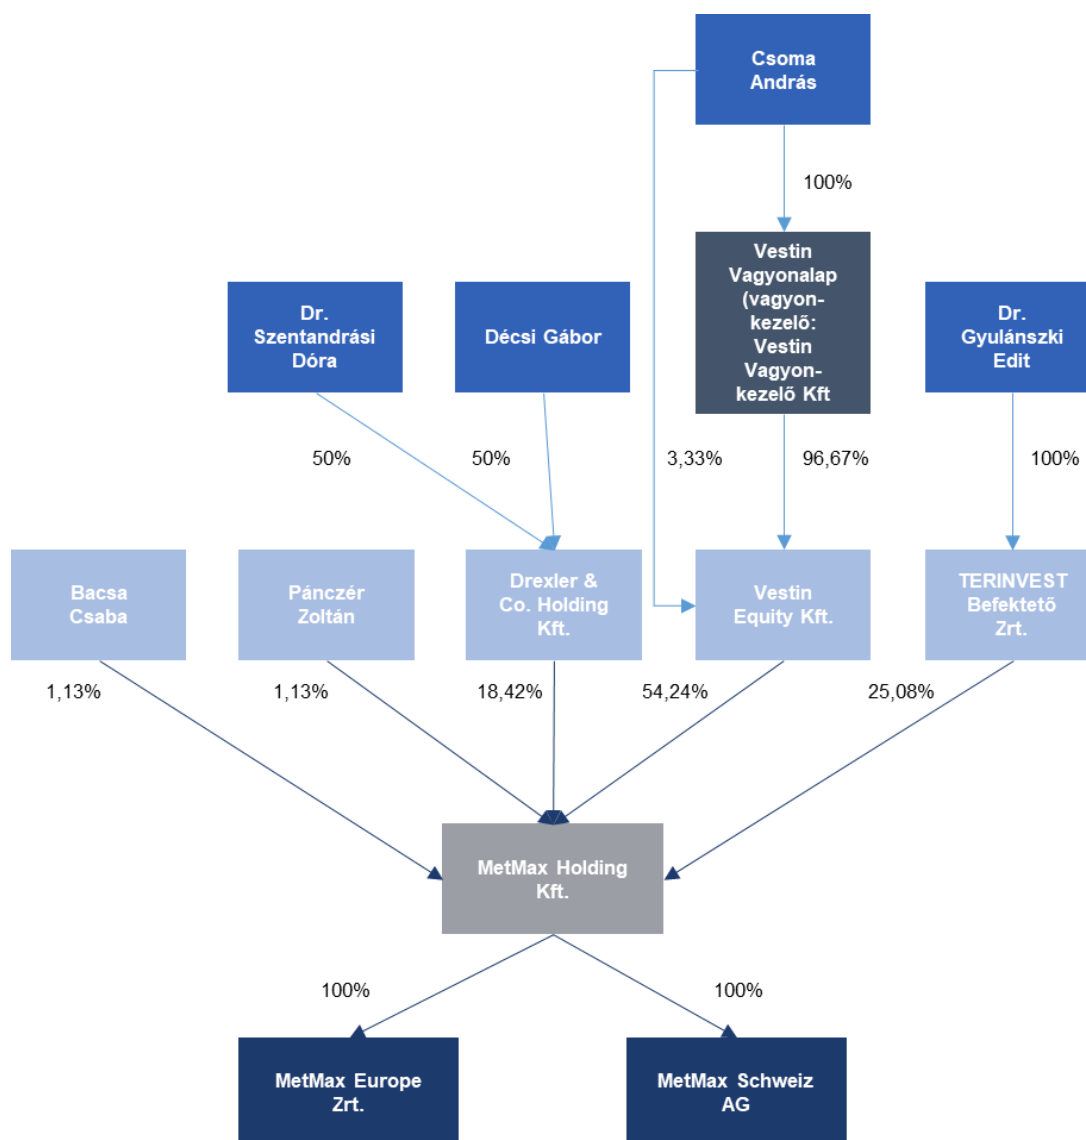 Csoma
András
100%
Vestin
Vagyonalap
(vagyon-
kezelő:
Vestin
Vagyon-
kezelő Kft
Dr.
Szentandrási
Dóra
Décsi Gábor
Dr.
Gyulánszki
Edit
50%
50%
3,33%
96,67%
100%
Bacsa
Csaba
Pánczér
Zoltán
Drexler &
Co. Holding
Kft.
Vestin
Equity Kft.
TERINVEST
Befektető
Zrt.
1,13%
1,13%
18,42%
54,24%
25,08%
MetMax Holding
Kft.
100%
100%
MetMax Europe
Zrt.
MetMax Schweiz
AG